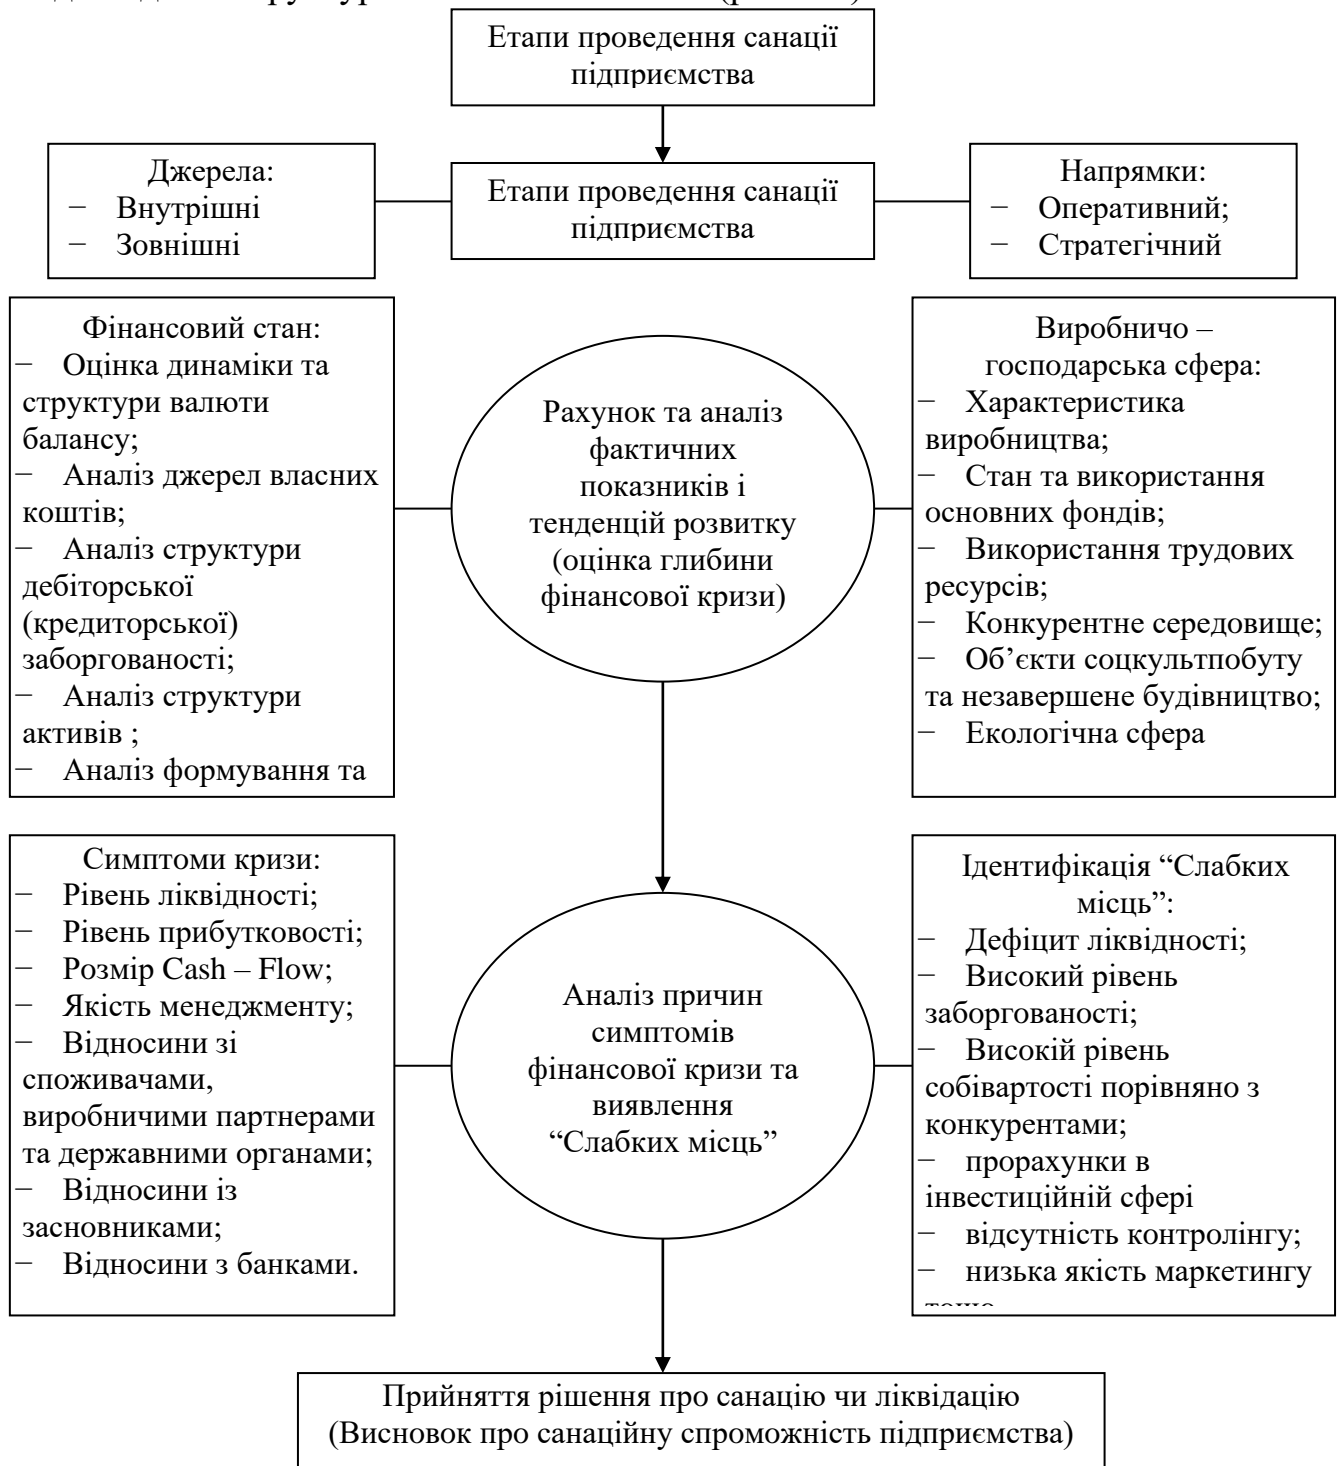 Етапи проведення санації
підприємства
Джерела:
− Внутрішні
− Зовнішні
Етапи проведення санації
підприємства
Напрямки:
− Оперативний;
− Стратегічний
Фінансовий стан:
− Оцінка динаміки та
структури валюти
балансу;
− Аналіз джерел власних
коштів;
− Аналіз структури
дебіторської
(кредиторської)
заборгованості;
− Аналіз структури
активів ;
− Аналіз формування та
Рахунок та аналіз
фактичних
показників і
тенденцій розвитку
(оцінка глибини
фінансової кризи)
Виробничо –
господарська сфера:
− Характеристика
виробництва;
− Стан та використання
основних фондів;
− Використання трудових
ресурсів;
− Конкурентне середовище;
− Об’єкти соцкультпобуту
та незавершене будівництво;
− Екологічна сфера
Симптоми кризи:
− Рівень ліквідності;
− Рівень прибутковості;
− Розмір Cash – Flow;
− Якість менеджменту;
− Відносини зі
споживачами,
виробничими партнерами
та державними органами;
− Відносини із
засновниками;
− Відносини з банками.
Аналіз причин
симптомів
фінансової кризи та
виявлення
“Слабких місць”
Ідентифікація “Слабких
місць”:
− Дефіцит ліквідності;
− Високий рівень
заборгованості;
− Високій рівень
собівартості порівняно з
конкурентами;
− прорахунки в
інвестиційній сфері
− відсутність контролінгу;
− низька якість маркетингу
Прийняття рішення про санацію чи ліквідацію
(Висновок про санаційну спроможність підприємства)